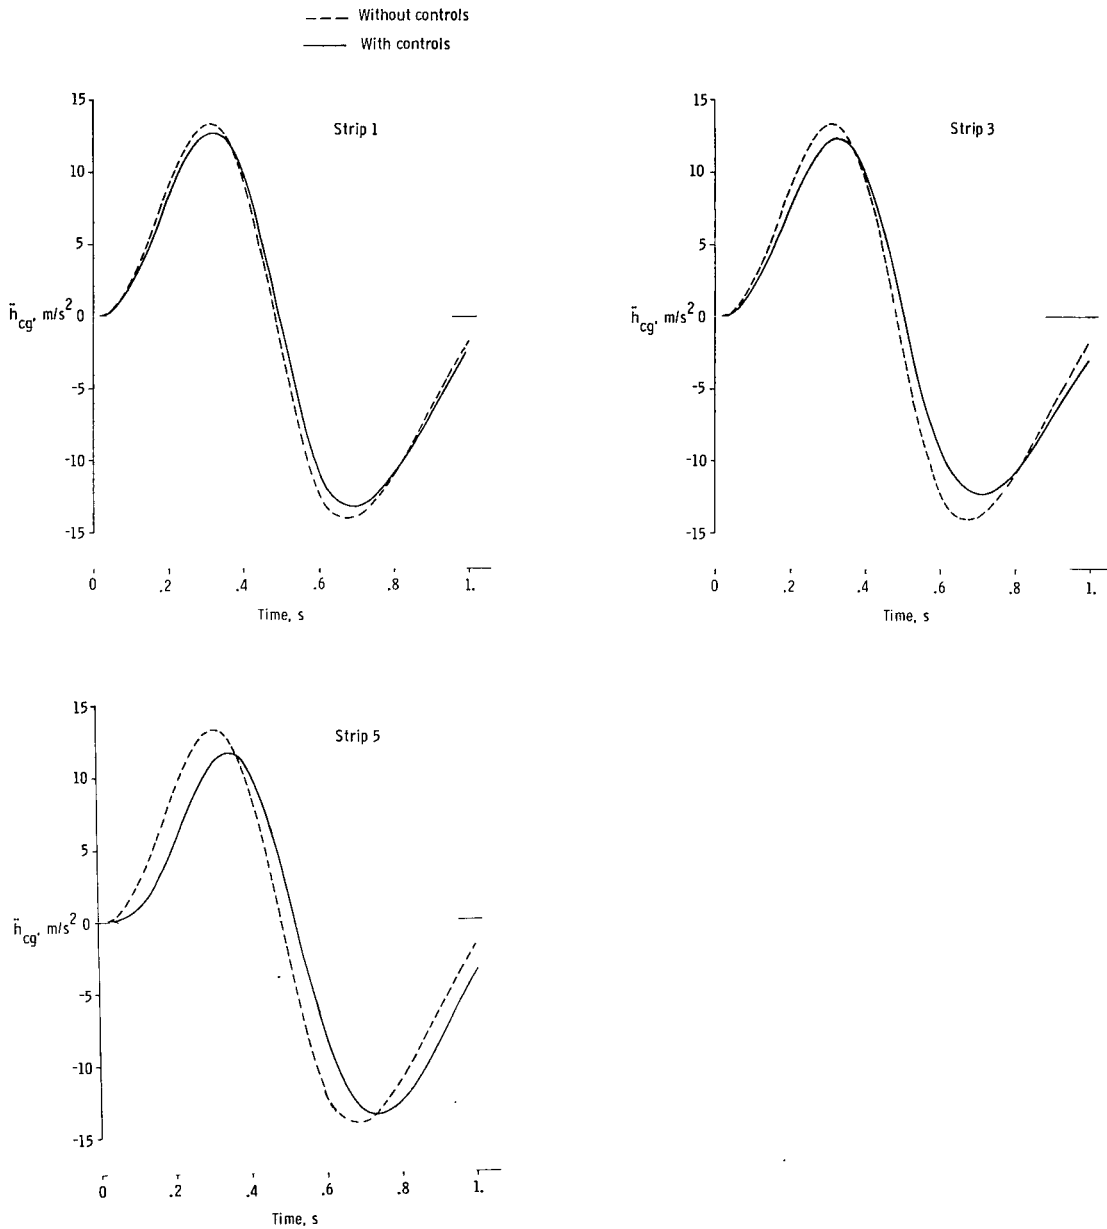 Without controls
With controls
15
10
5
0
-5
-10
-15
ḧcg, m/s²
Strip 1
0 .2 .4 .6 .8 1.
Time, s
15
10
5
0
-5
-10
-15
ḧcg, m/s²
Strip 3
0 .2 .4 .6 .8 1.
Time, s
15
10
5
0
-5
-10
-15
ḧcg, m/s²
Strip 5
0 .2 .4 .6 .8 1.
Time, s